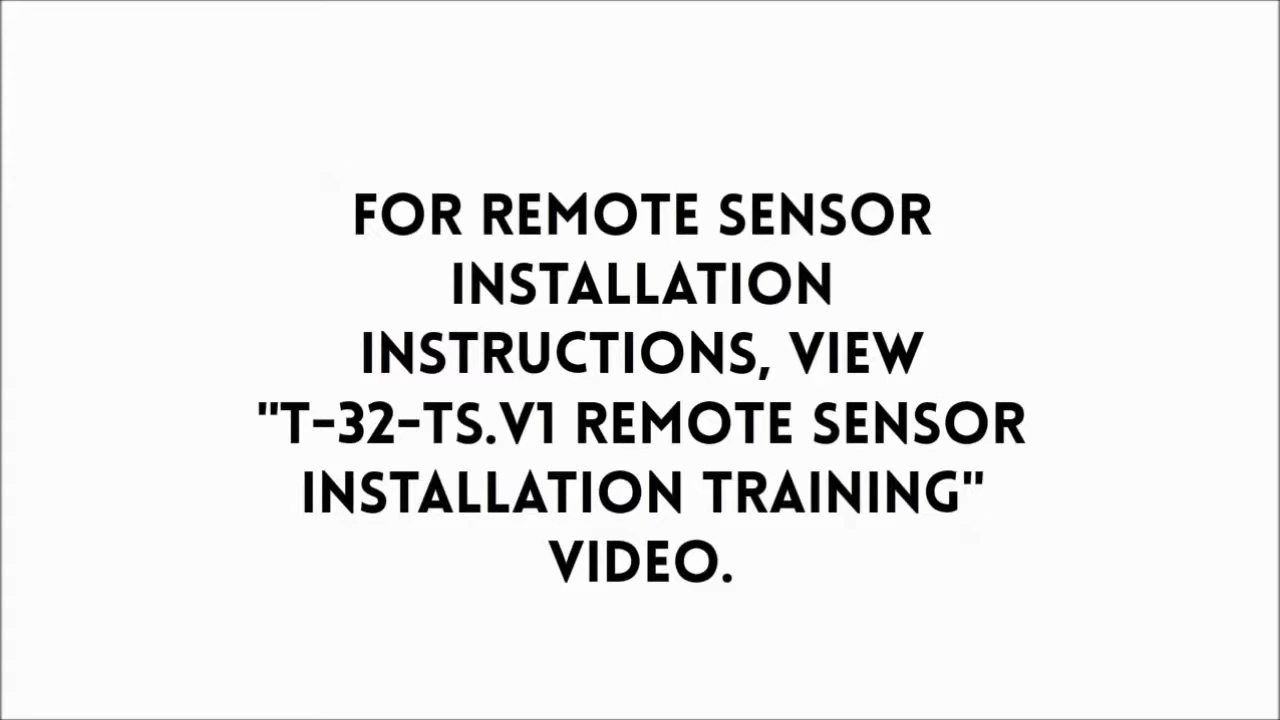 FOR REMOTE SENSOR
INSTALLATION
INSTRUCTIONS, VIEW
"T-32-TS.V1 REMOTE SENSOR
INSTALLATION TRAINING"
VIDEO.